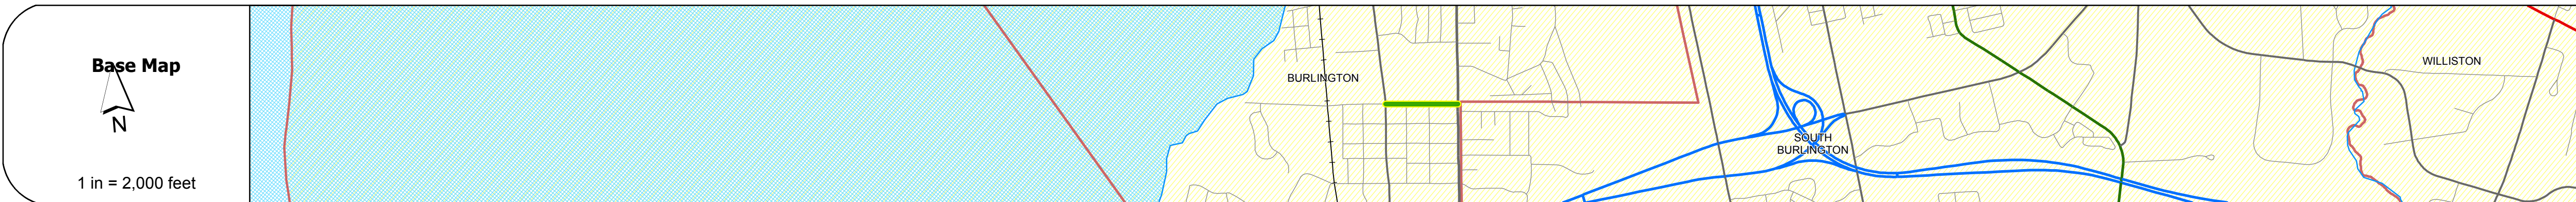 Base Map
N
1 in = 2,000 feet
BURLINGTON
SOUTH
BURLINGTON
WILLISTON